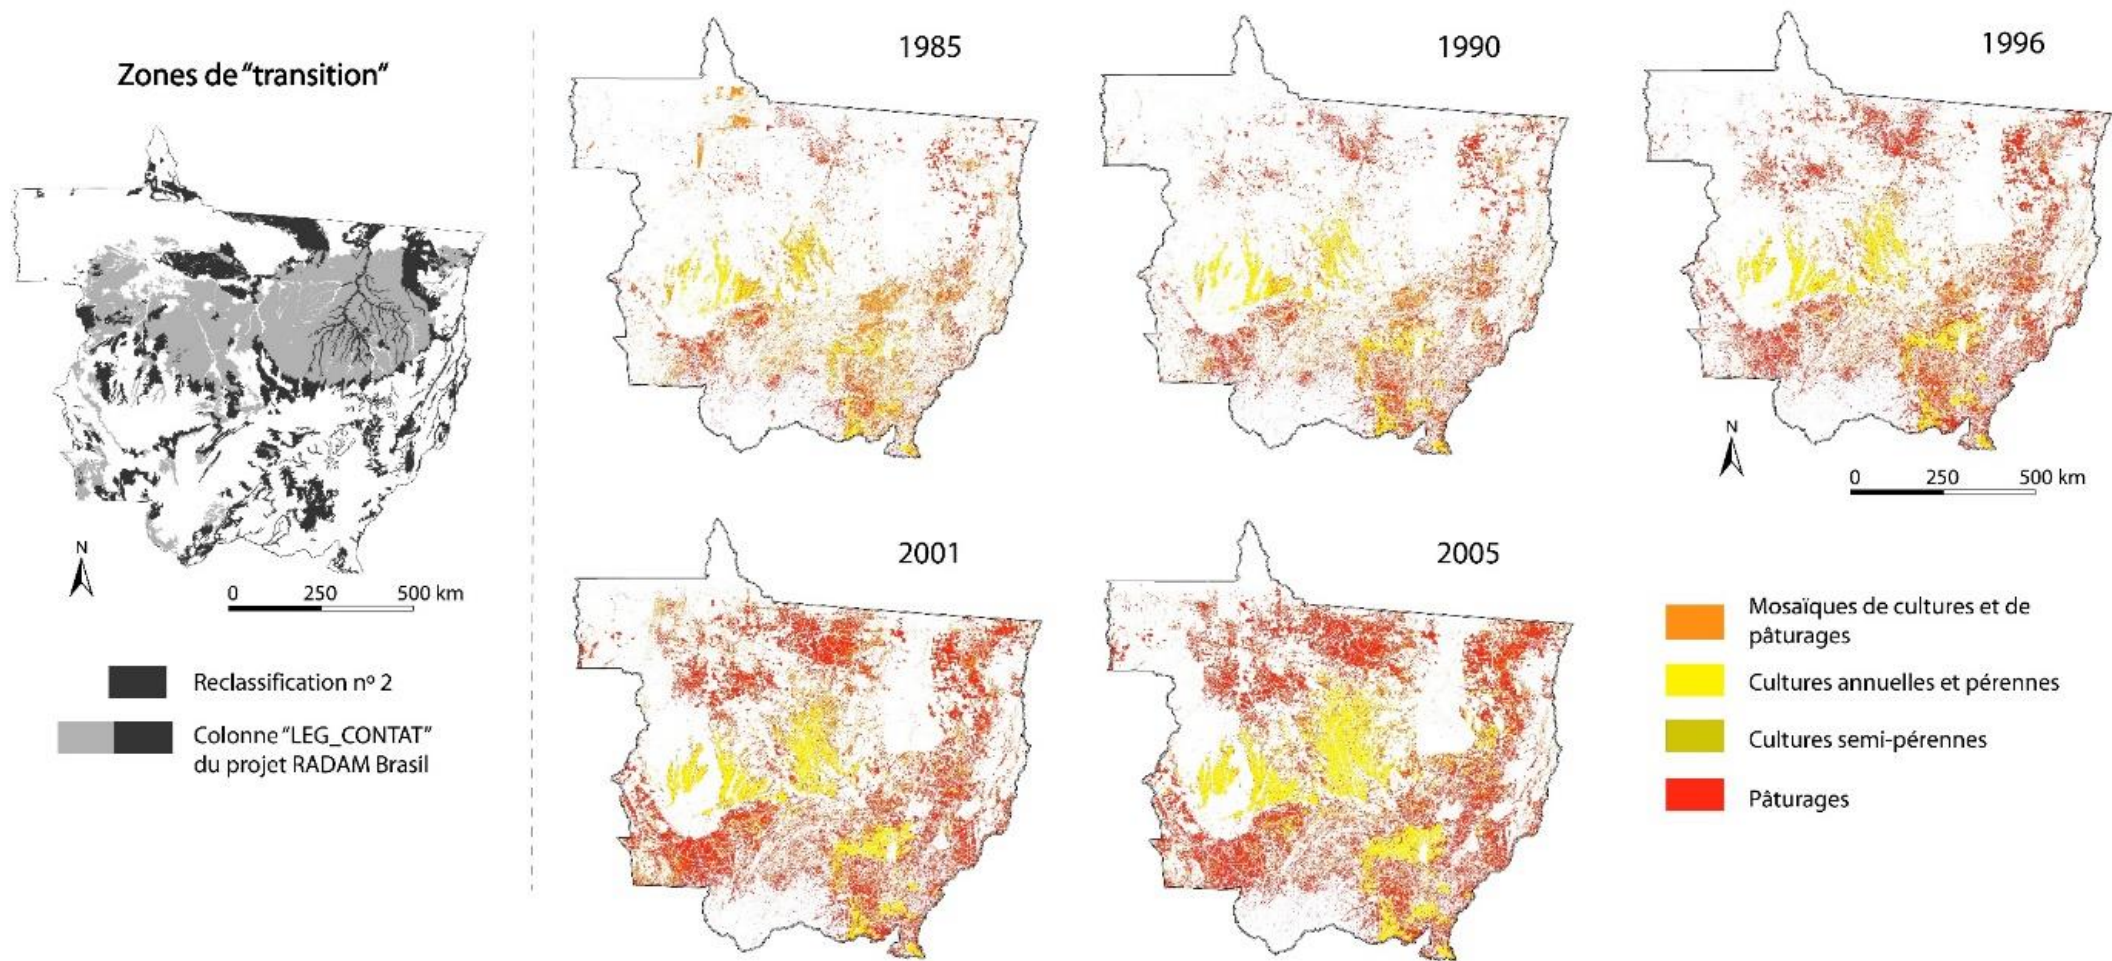 Zones de “transition”
N
0 250 500 km
Reclassification nº 2
Colonne “LEG_CONTAT”
du projet RADAM Brasil
1985
1990
1996
N
0 250 500 km
2001
2005
Mosaïques de cultures et de
pâturages
Cultures annuelles et pérennes
Cultures semi-pérennes
Pâturages